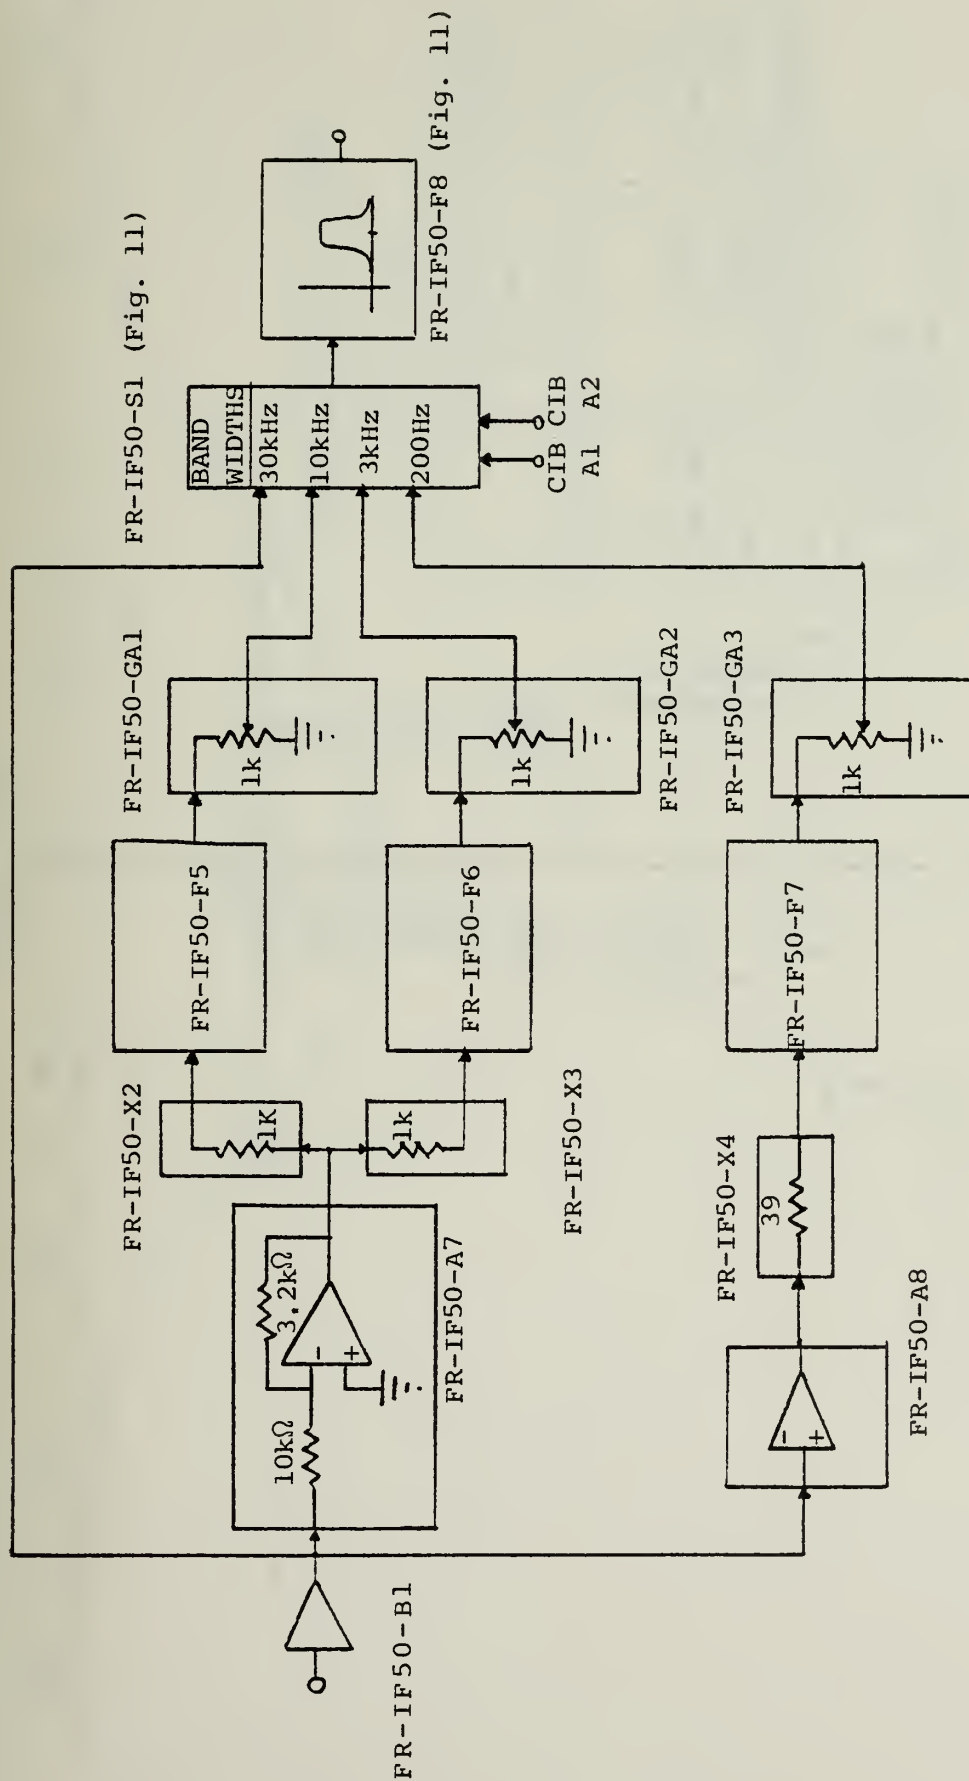 FR-IF50-B1
10kΩ
3.2kΩ
-
+
FR-IF50-A7
FR-IF50-X2
1K
1k
FR-IF50-X3
FR-IF50-F5
FR-IF50-F6
FR-IF50-GA1
1k
1k
FR-IF50-GA2
FR-IF50-S1 (Fig. 11)
BAND
WIDTHS
30kHz
10kHz
3kHz
200Hz
CIB
A1
CIB
A2
FR-IF50-F8 (Fig. 11)
-
+
FR-IF50-A8
FR-IF50-X4
39
FR-IF50-F7
FR-IF50-GA3
1k